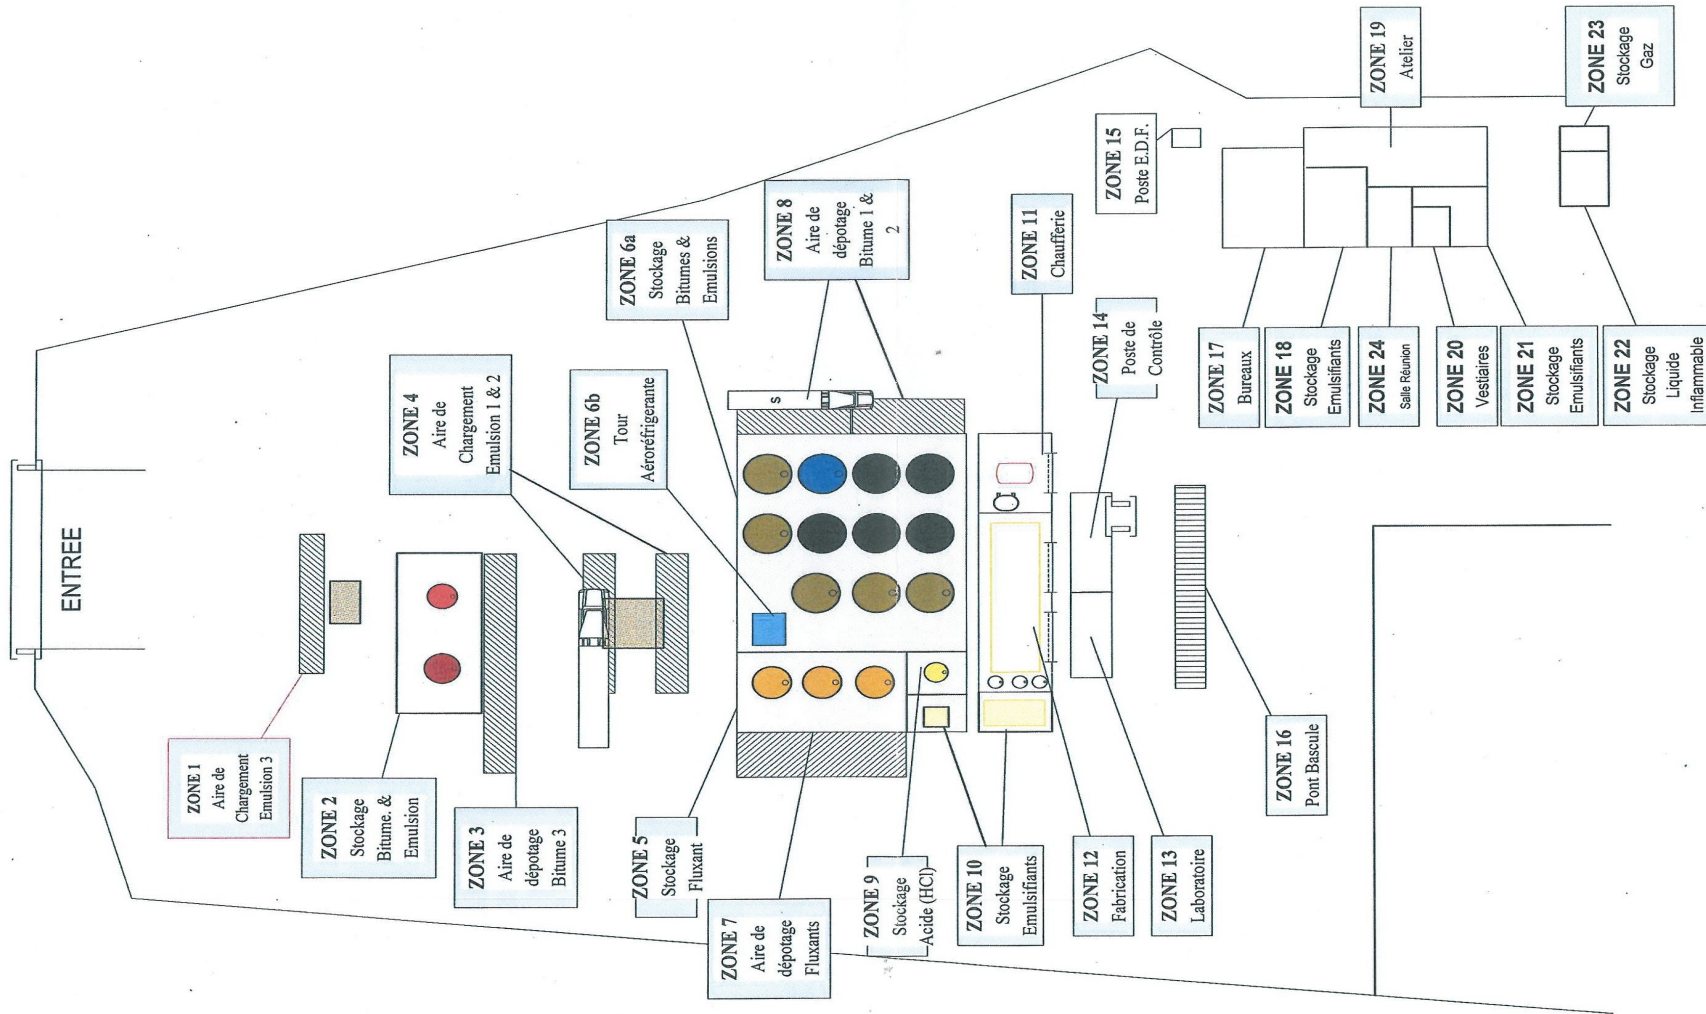 ENTREE
ZONE 1
Aire de
Chargement
Emulsion 3
ZONE 2
Stockage
Bitume. &
Emulsion
ZONE 3
Aire de
dépotage
Bitume 3
ZONE 4
Aire de
Chargement
Emulsion 1 & 2
ZONE 5
Stockage
Fluxant
ZONE 6a
Stockage
Bitumes &
Emulsions
ZONE 6b
Tour
Aéroréfrigerante
ZONE 7
Aire de
dépotage
Fluxants
ZONE 8
Aire de
dépotage
Bitume 1 &
2
S
ZONE 9
Stockage
Acide (HCl)
ZONE 10
Stockage
Emulsifiants
ZONE 11
Chaufferie
ZONE 12
Fabrication
ZONE 13
Laboratoire
ZONE 14
Poste de
Contrôle
ZONE 15
Poste E.D.F.
ZONE 16
Pont Bascule
ZONE 17
Bureaux
ZONE 18
Stockage
Emulsifiants
ZONE 24
Salle Réunion
ZONE 20
Vestiaires
ZONE 21
Stockage
Emulsifiants
ZONE 22
Stockage
Liquide
Inflammable
ZONE 19
Atelier
ZONE 23
Stockage
Gaz